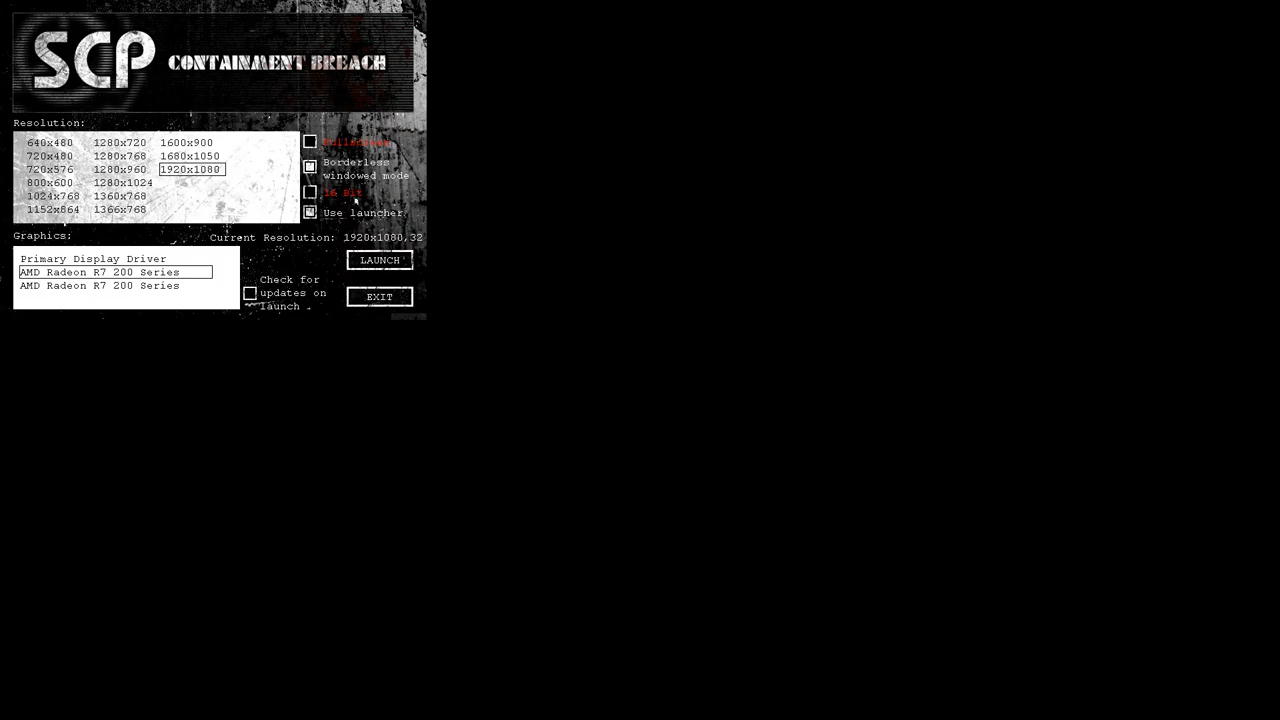 SCP CONTAINMENT BREACH
Resolution:
640x480 1280x720 1600x900
720x480 1280x768 1680x1050
720x576 1280x960 1920x1080
800x600 1280x1024
1024x768 1360x768
1152x864 1366x768
Fullscreen
Borderless
windowed mode
16 Bit
Use launcher
Graphics:
Current Resolution: 1920x1080,32
Primary Display Driver
AMD Radeon R7 200 Series
AMD Radeon R7 200 Series
Check for
updates on
launch
LAUNCH
EXIT